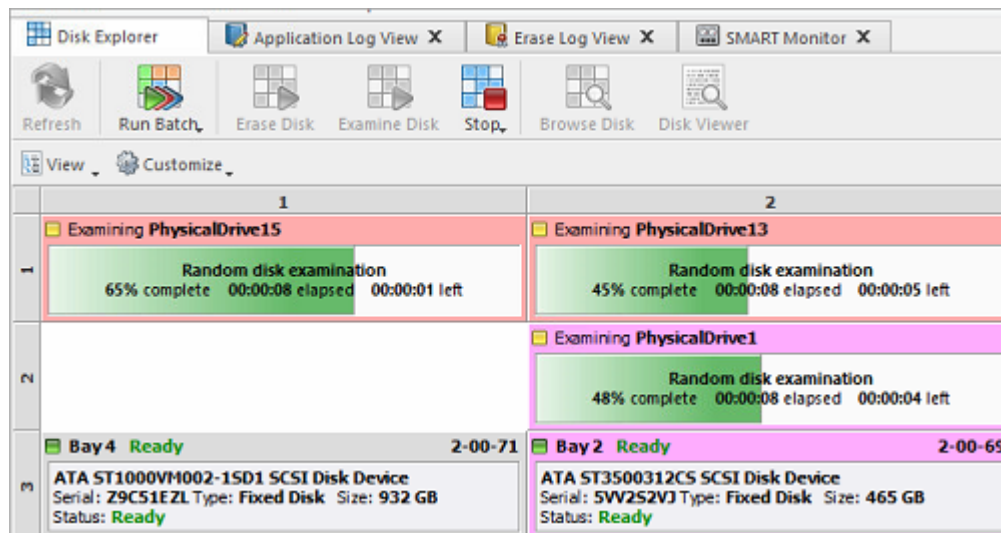 Disk Explorer Application Log View X Erase Log View X SMART Monitor X
Refresh Run Batch Erase Disk Examine Disk Stop Browse Disk Disk Viewer
View Customize
1 2
1
Examining PhysicalDrive15
Random disk examination
65% complete 00:00:08 elapsed 00:00:01 left
Examining PhysicalDrive13
Random disk examination
45% complete 00:00:08 elapsed 00:00:05 left
2
Examining PhysicalDrive1
Random disk examination
48% complete 00:00:08 elapsed 00:00:04 left
3
Bay 4 Ready 2-00-71
ATA ST1000VM002-1SD1 SCSI Disk Device
Serial: Z9C51EZL Type: Fixed Disk Size: 932 GB
Status: Ready
Bay 2 Ready 2-00-69
ATA ST3500312CS SCSI Disk Device
Serial: 5VV2S2VJ Type: Fixed Disk Size: 465 GB
Status: Ready